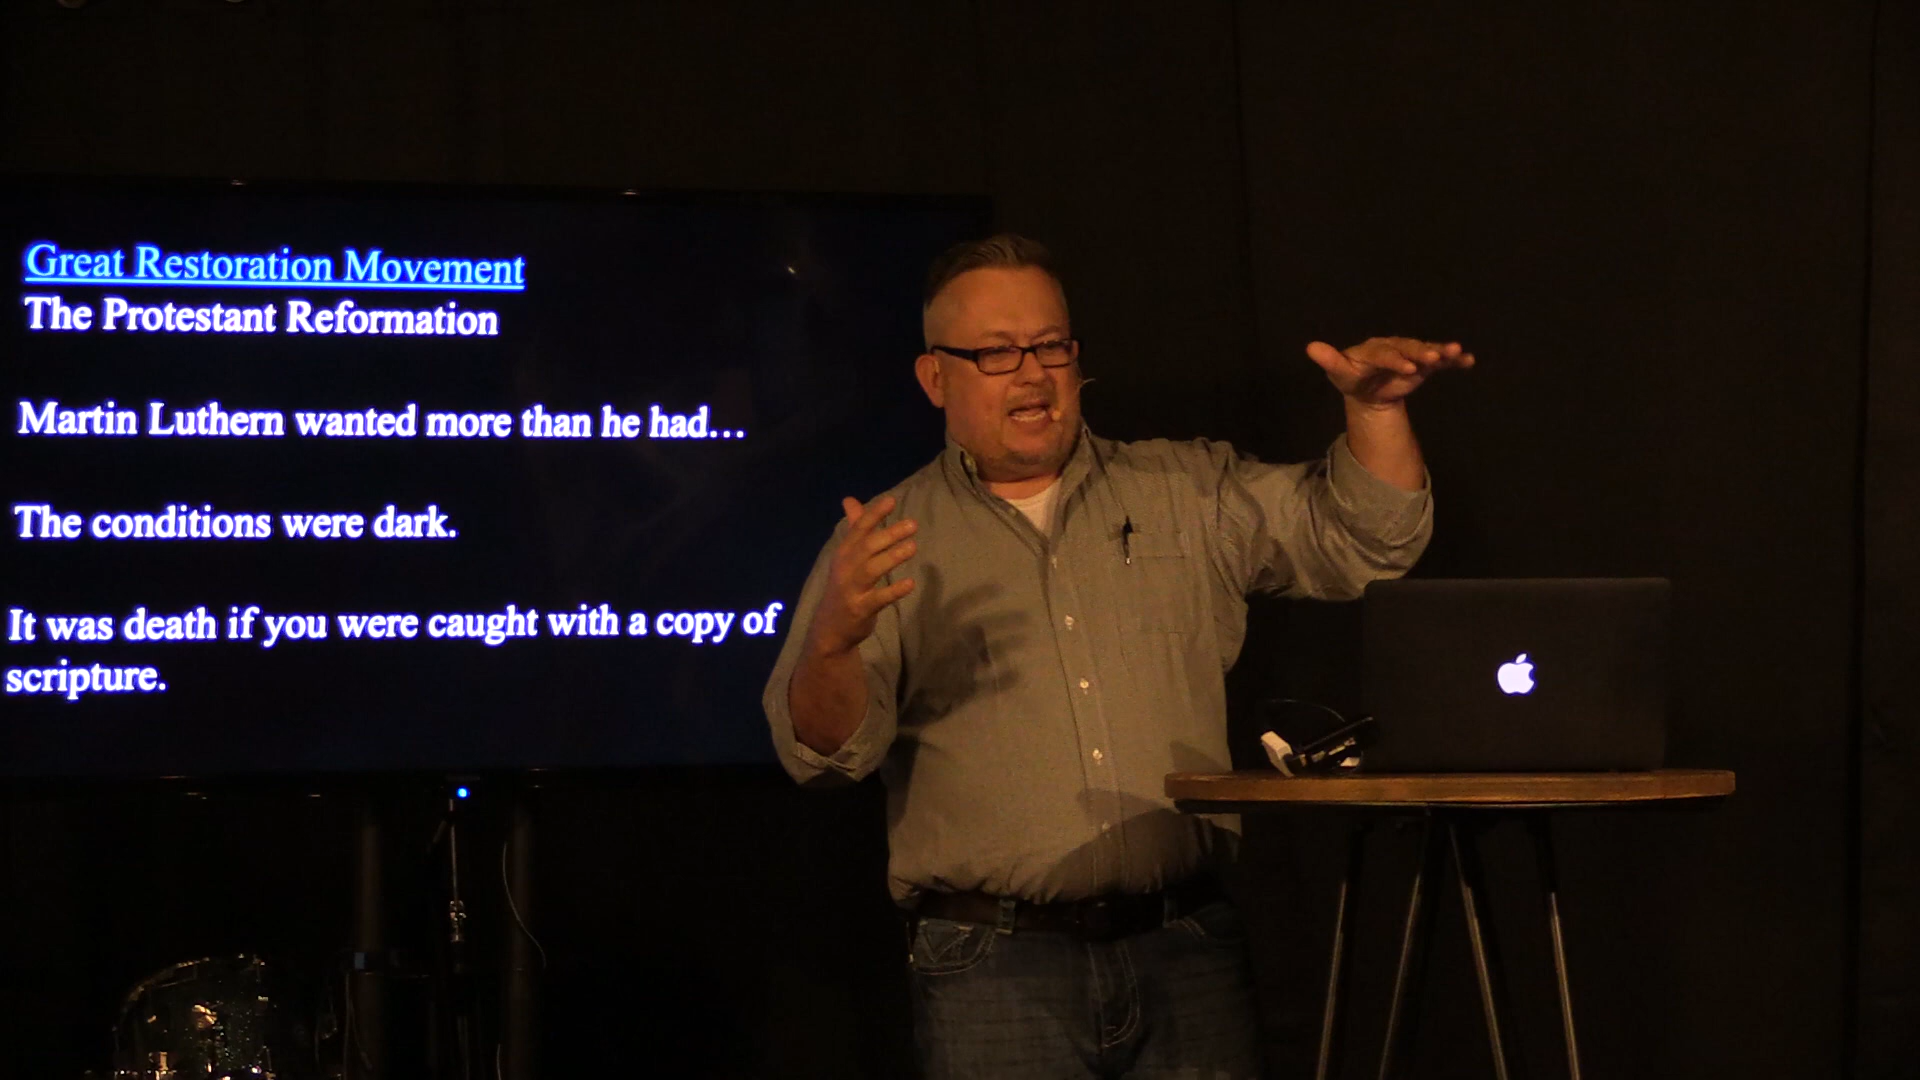 Great Restoration Movement
The Protestant Reformation
Martin Luthern wanted more than he had…
The conditions were dark.
It was death if you were caught with a copy of
scripture.